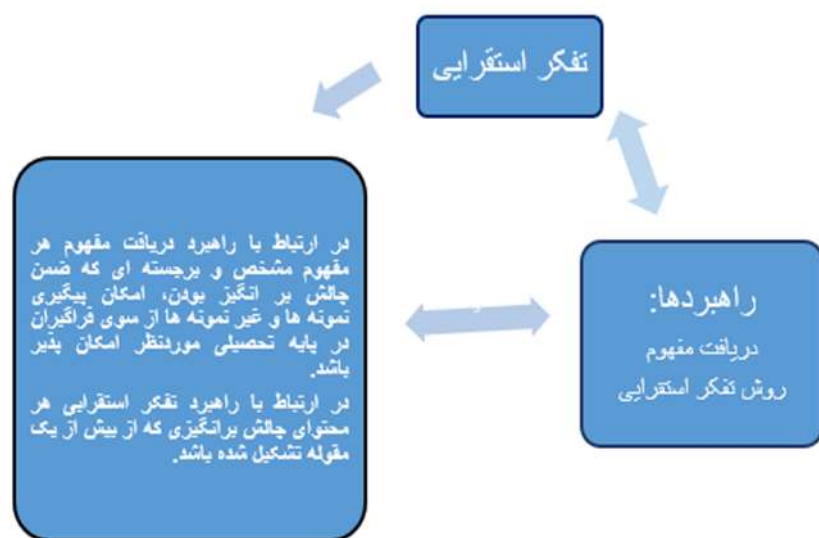 تفکر استقرایی
راهبردها:
دریافت مفهوم
روش تفکر استقرایی
در ارتباط با راهبرد دریافت مفهوم هر
مفهوم مشخص و برجسته ای که ضمن
چالش بر انگیز بودن، امکان پیگیری
نمونه ها و غیر نمونه ها از سوی فراگیران
در پایه تحصیلی موردنظر امکان پذیر
باشد.
در ارتباط با راهبرد تفکر استقرایی هر
محتوای چالش برانگیزی که از بیش از یک
مقوله تشکیل شده باشد.